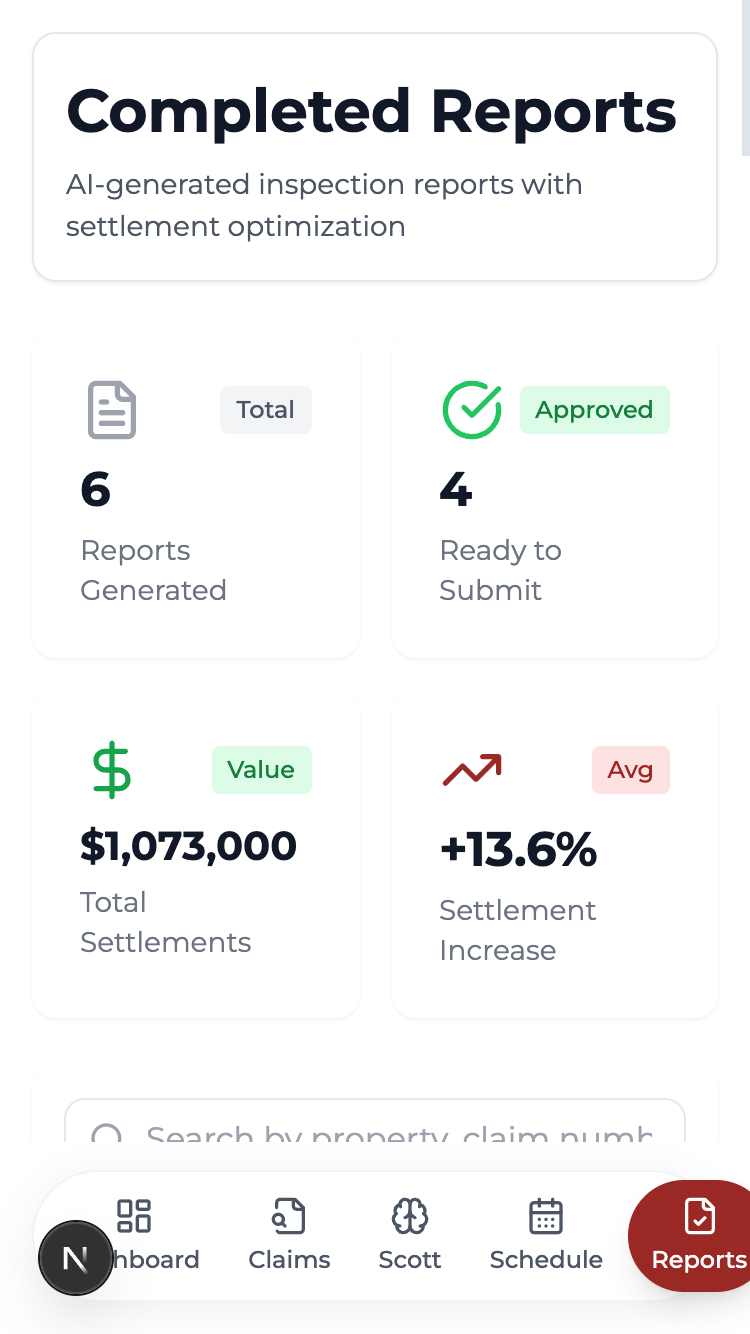 Completed Reports
AI-generated inspection reports with
settlement optimization
Total
6
Reports
Generated
Approved
4
Ready to
Submit
Value
$1,073,000
Total
Settlements
Avg
+13.6%
Settlement
Increase
Search by property, claim numb
N
hboard
Claims
Scott
Schedule
Reports